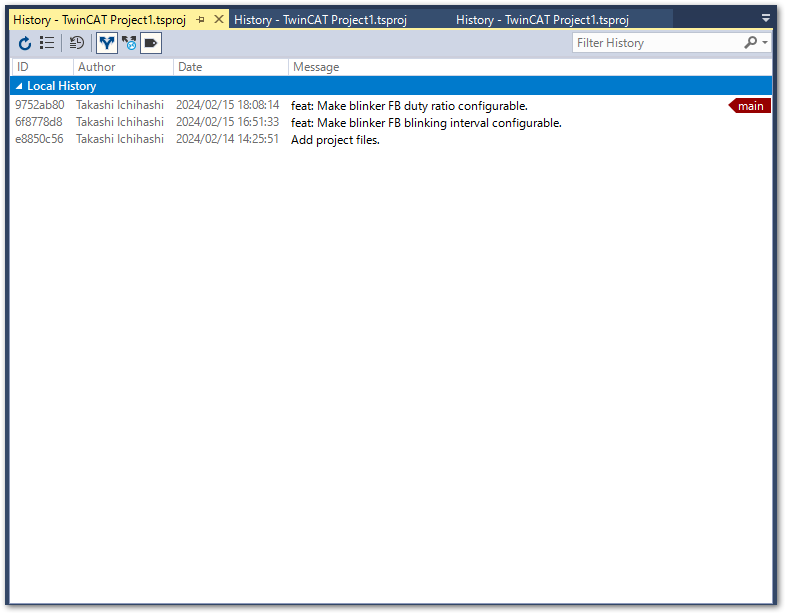 History - TwinCAT Project1.tsproj History - TwinCAT Project1.tsproj History - TwinCAT Project1.tsproj
Filter History
ID Author Date Message
Local History
9752ab80 Takashi Ichihashi 2024/02/15 18:08:14 feat: Make blinker FB duty ratio configurable. main
6f8778d8 Takashi Ichihashi 2024/02/15 16:51:33 feat: Make blinker FB blinking interval configurable.
e8850c56 Takashi Ichihashi 2024/02/14 14:25:51 Add project files.